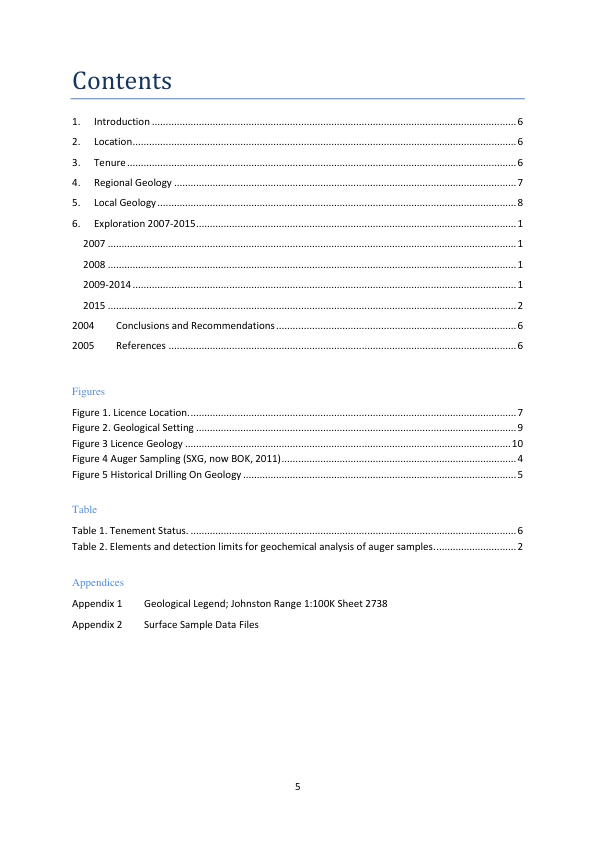 Contents
1. Introduction ........................................................................ 6
2. Location ........................................................................ 6
3. Tenure ........................................................................ 6
4. Regional Geology ........................................................................ 7
5. Local Geology ........................................................................ 8
6. Exploration 2007-2015 ........................................................................ 1
2007 ........................................................................ 1
2008 ........................................................................ 1
2009-2014 ........................................................................ 1
2015 ........................................................................ 2
2004 Conclusions and Recommendations ........................................................................ 6
2005 References ........................................................................ 6
Figures
Figure 1. Licence Location. ........................................................................ 7
Figure 2. Geological Setting ........................................................................ 9
Figure 3 Licence Geology ........................................................................ 10
Figure 4 Auger Sampling (SXG, now BOK, 2011) ........................................................................ 4
Figure 5 Historical Drilling On Geology ........................................................................ 5
Table
Table 1. Tenement Status. ........................................................................ 6
Table 2. Elements and detection limits for geochemical analysis of auger samples. ............................ 2
Appendices
Appendix 1 Geological Legend; Johnston Range 1:100K Sheet 2738
Appendix 2 Surface Sample Data Files
5